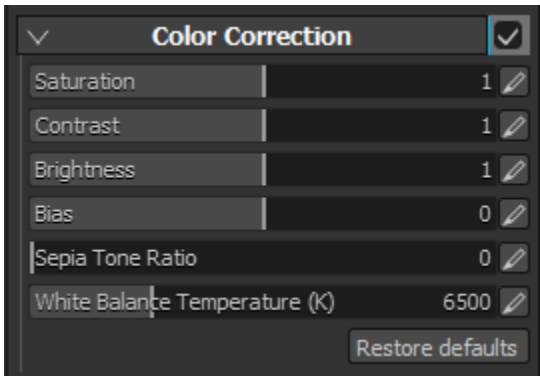 Color Correction
Saturation 1
Contrast 1
Brightness 1
Bias 0
Sepia Tone Ratio 0
White Balance Temperature (K) 6500
Restore defaults